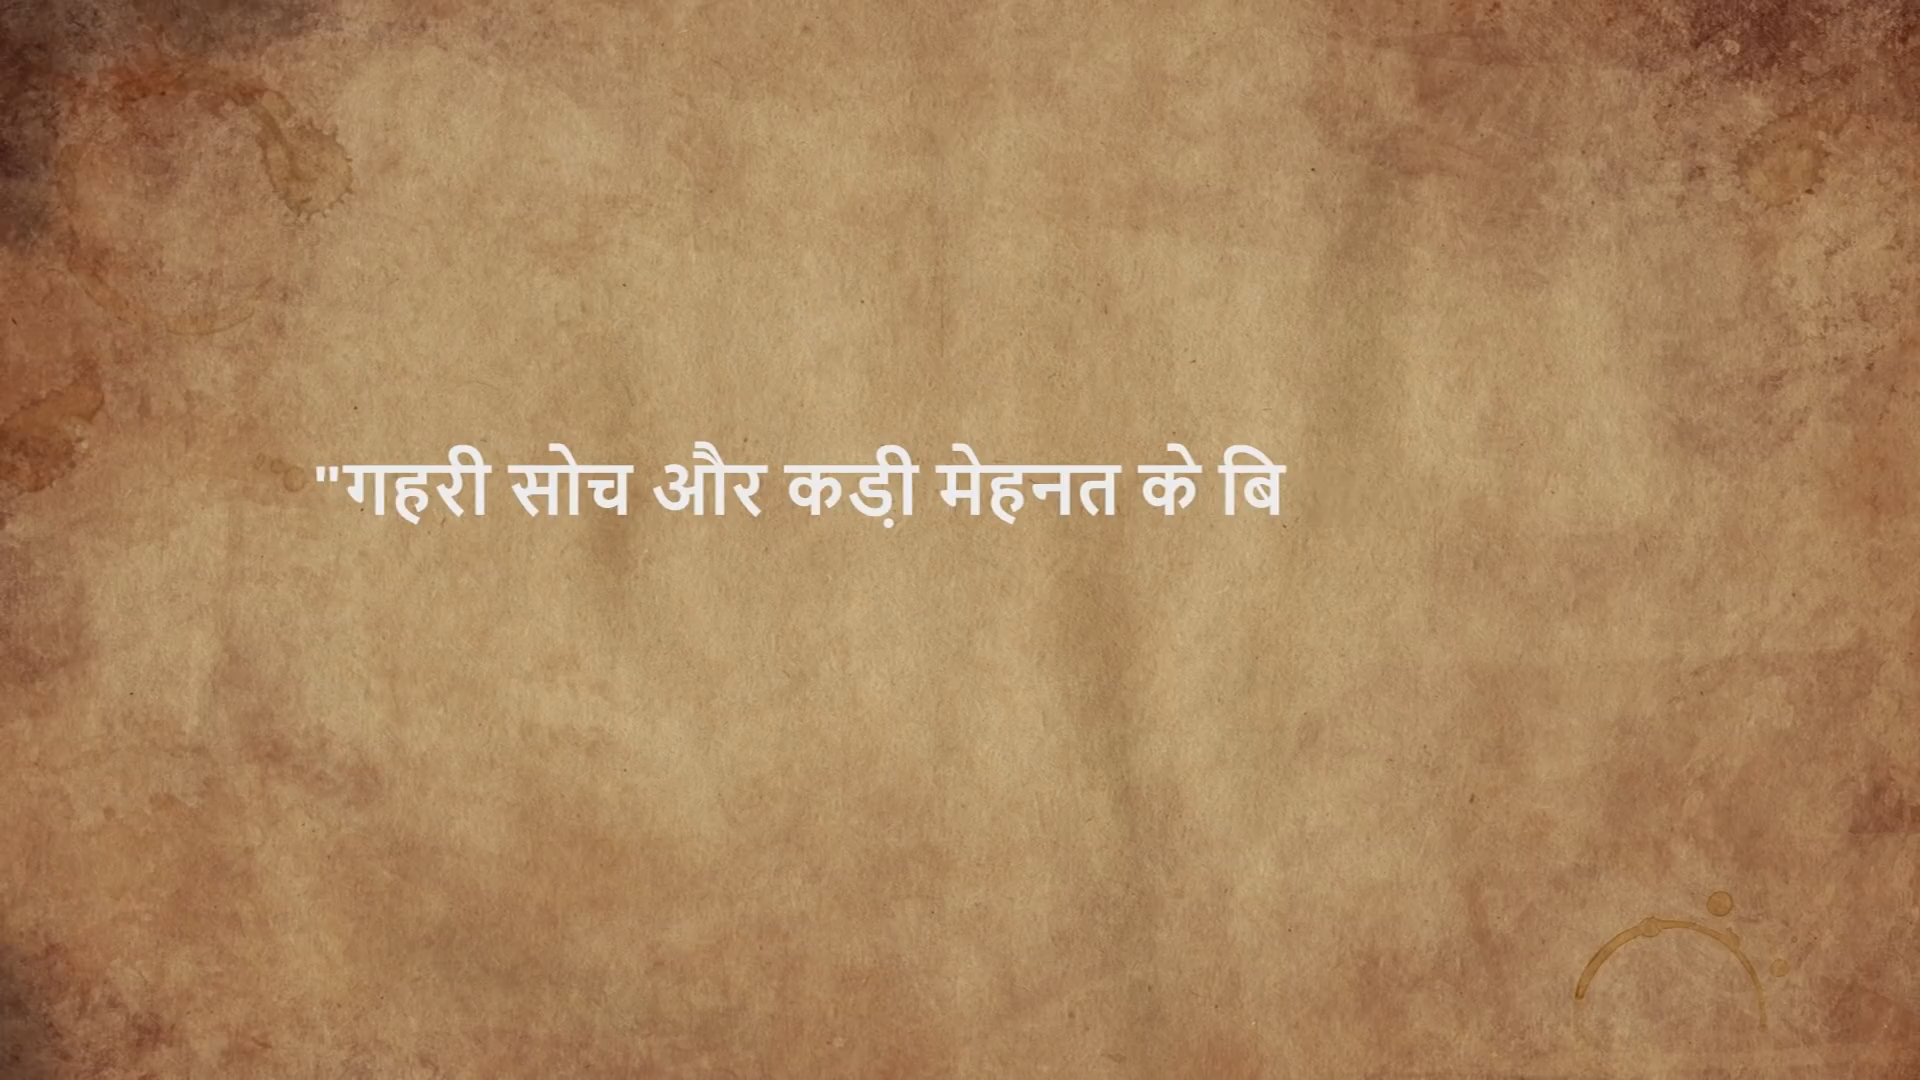 "गहरी सोच और कड़ी मेहनत के बि